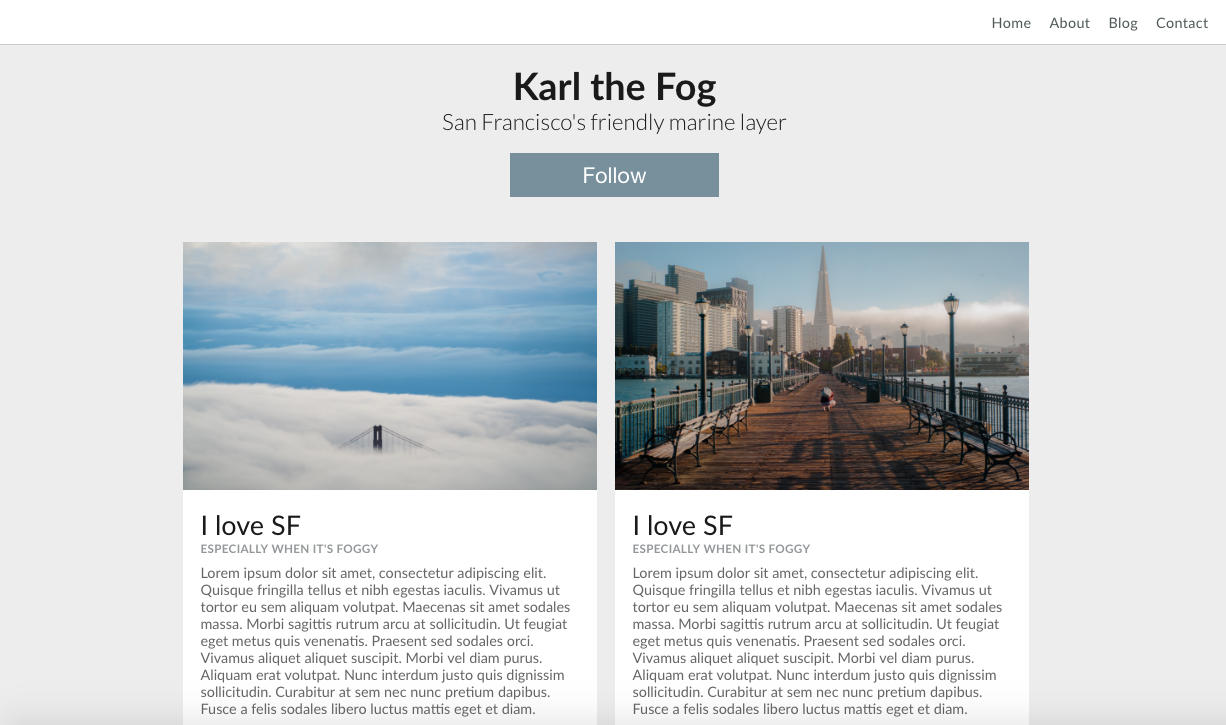 Home About Blog Contact
Karl the Fog
San Francisco's friendly marine layer
Follow
I love SF
ESPECIALLY WHEN IT'S FOGGY
Lorem ipsum dolor sit amet, consectetur adipiscing elit.
Quisque fringilla tellus et nibh egestas iaculis. Vivamus ut
tortor eu sem aliquam volutpat. Maecenas sit amet sodales
massa. Morbi sagittis rutrum arcu at sollicitudin. Ut feugiat
eget metus quis venenatis. Praesent sed sodales orci.
Vivamus aliquet aliquet suscipit. Morbi vel diam purus.
Aliquam erat volutpat. Nunc interdum justo quis dignissim
sollicitudin. Curabitur at sem nec nunc pretium dapibus.
Fusce a felis sodales libero luctus mattis eget et diam.
I love SF
ESPECIALLY WHEN IT'S FOGGY
Lorem ipsum dolor sit amet, consectetur adipiscing elit.
Quisque fringilla tellus et nibh egestas iaculis. Vivamus ut
tortor eu sem aliquam volutpat. Maecenas sit amet sodales
massa. Morbi sagittis rutrum arcu at sollicitudin. Ut feugiat
eget metus quis venenatis. Praesent sed sodales orci.
Vivamus aliquet aliquet suscipit. Morbi vel diam purus.
Aliquam erat volutpat. Nunc interdum justo quis dignissim
sollicitudin. Curabitur at sem nec nunc pretium dapibus.
Fusce a felis sodales libero luctus mattis eget et diam.